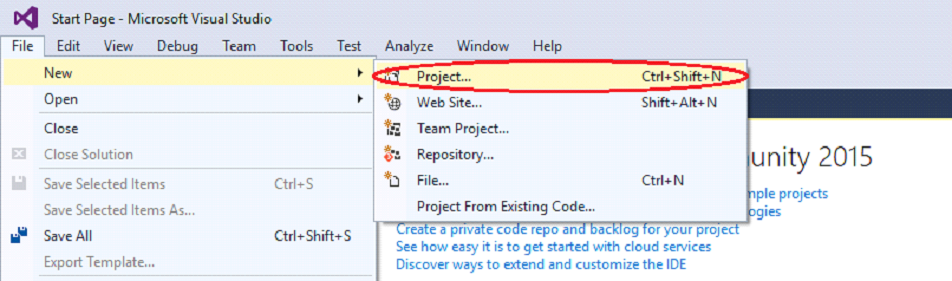 Start Page - Microsoft Visual Studio
File Edit View Debug Team Tools Test Analyze Window Help
New
Project... Ctrl+Shift+N
Open
Web Site... Shift+Alt+N
Close
Team Project...
Close Solution
Repository...
unity 2015
Save Selected Items Ctrl+S
File... Ctrl+N
projects
Save Selected Items As...
Project From Existing Code...
Save All Ctrl+Shift+S
Create a private code repo and backlog for your project
See how easy it is to get started with cloud services
Export Template...
Discover ways to extend and customize the IDE